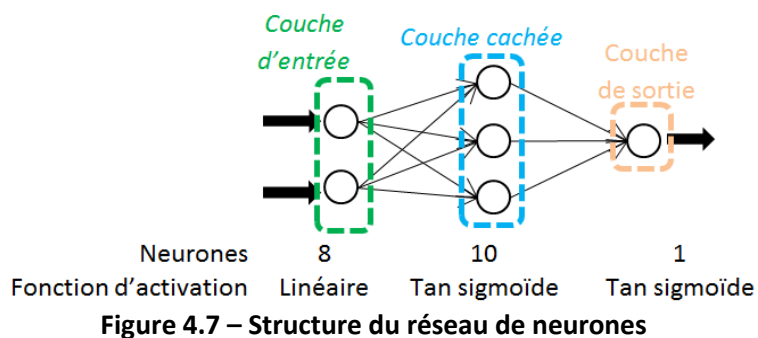 Couche
d'entrée
Couche cachée
Couche
de sortie
Neurones 8 10 1
Fonction d'activation Linéaire Tan sigmoïde Tan sigmoïde
Figure 4.7 – Structure du réseau de neurones